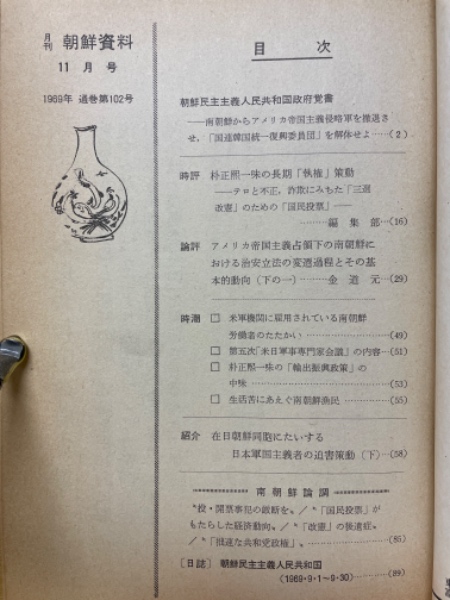 月刊 朝鮮資料
11月号
1969年 通巻第102号
目次
朝鮮民主主義人民共和国政府覚書
——南朝鮮からアメリカ帝国主義侵略軍を撤退さ
せ,「国連韓国統一復興委員団」を解体せよ……(2)
時評 朴正煕一味の長期「執権」策動
——テロと不正,詐欺にみちた「三選
改憲」のための「国民投票」——
………編集部…(16)
論評 アメリカ帝国主義占領下の南朝鮮に
おける治安立法の変遷過程とその基
本的動向(下の一)………金道元…(29)
時潮 □ 米軍機関に雇用されている南朝鮮
労働者のたたかい………………(49)
□ 第五次「米日軍事専門家会議」の内容…(51)
□ 朴正煕一味の「輸出振興政策」の
中味………………………………(53)
□ 生活苦にあえぐ南朝鮮漁民…………(55)
紹介 在日朝鮮同胞にたいする
日本軍国主義者の迫害策動(下)…(58)
南朝鮮論調
〝投・開票事犯の厳断を〟/〝「国民投票」が
もたらした経済動向〟/〝「改憲」の後遺症〟
/〝「拙速な共和党政権」〟………………(85)
〔日誌〕 朝鮮民主主義人民共和国
(1969・9・1〜9・30)………(89)